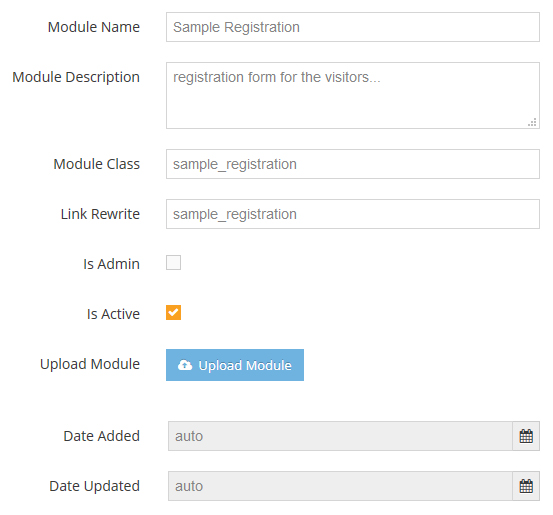 Module Name Sample Registration
Module Description registration form for the visitors...
Module Class sample_registration
Link Rewrite sample_registration
Is Admin
Is Active
Upload Module Upload Module
Date Added auto
Date Updated auto